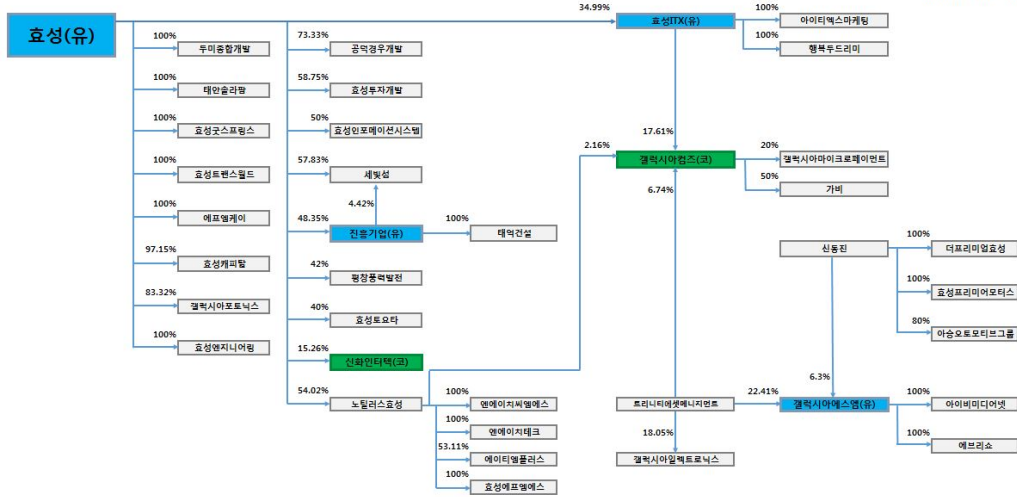 34.99%
효성(유)
효성ITX(유)
100%
아이티엑스마케팅
100%
행복두드리미
100%
두미종합개발
100%
태안솔라팜
100%
효성굿스프링스
100%
효성트랜스월드
100%
에프엠케이
97.15%
효성캐피탈
83.32%
갤럭시아포토닉스
100%
효성엔지니어링
73.33%
공덕경우개발
58.75%
효성투자개발
50%
효성인포메이션시스템
57.83%
세빛섬
4.42%
48.35%
진흥기업(유)
100%
태억건설
42%
평창풍력발전
40%
효성토요타
15.26%
신화인터텍(코)
54.02%
노틸러스효성
100%
엔에이치씨엠에스
100%
엔에이치테크
53.11%
에이티엠플러스
100%
효성에프엠에스
17.61%
2.16%
갤럭시아컴즈(코)
6.74%
20%
갤럭시아마이크로페이먼트
50%
가비
신동진
100%
더프리미엄효성
100%
효성프리미어모터스
80%
아승오토모티브그룹
6.3%
트리니티에셋메니지먼트
22.41%
갤럭시아에스엠(유)
100%
아이비미디어넷
100%
에브리쇼
18.05%
갤럭시아일렉트로닉스